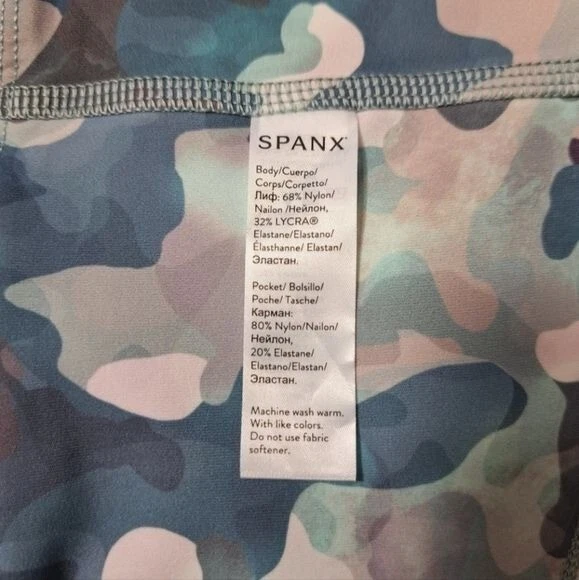 SPANX®
Body/Cuerpo/
Corps/Corpetto/
Лиф: 68% Nylon/
Nailon /Нейлон,
32% LYCRA®
Elastane/Elastano/
Élasthanne/ Elastan/
Эластан.
Pocket/ Bolsillo/
Poche/ Tasche/
Карман:
80% Nylon/Nailon/
Нейлон,
20% Elastane/
Elastano/Elastan/
Эластан.
Machine wash warm.
With like colors.
Do not use fabric
softener.